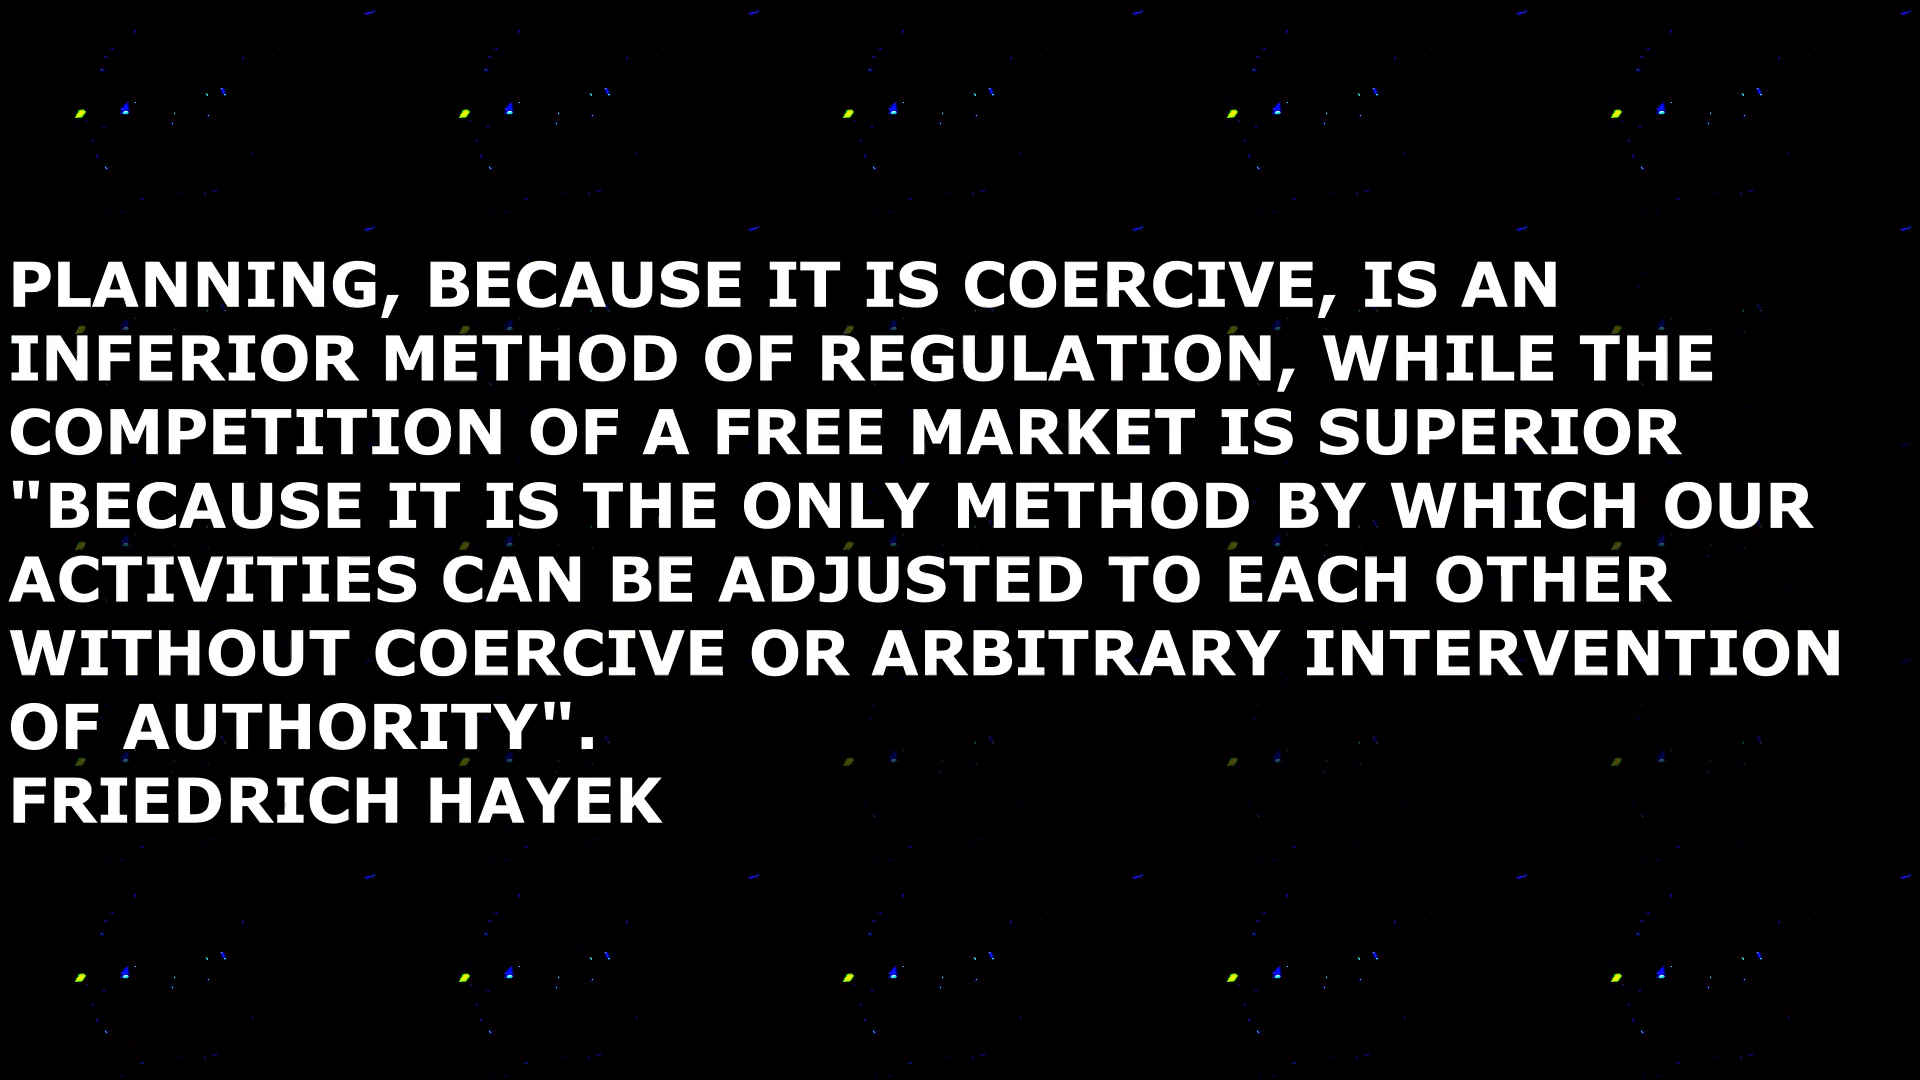 PLANNING, BECAUSE IT IS COERCIVE, IS AN
INFERIOR METHOD OF REGULATION, WHILE THE
COMPETITION OF A FREE MARKET IS SUPERIOR
"BECAUSE IT IS THE ONLY METHOD BY WHICH OUR
ACTIVITIES CAN BE ADJUSTED TO EACH OTHER
WITHOUT COERCIVE OR ARBITRARY INTERVENTION
OF AUTHORITY".
FRIEDRICH HAYEK